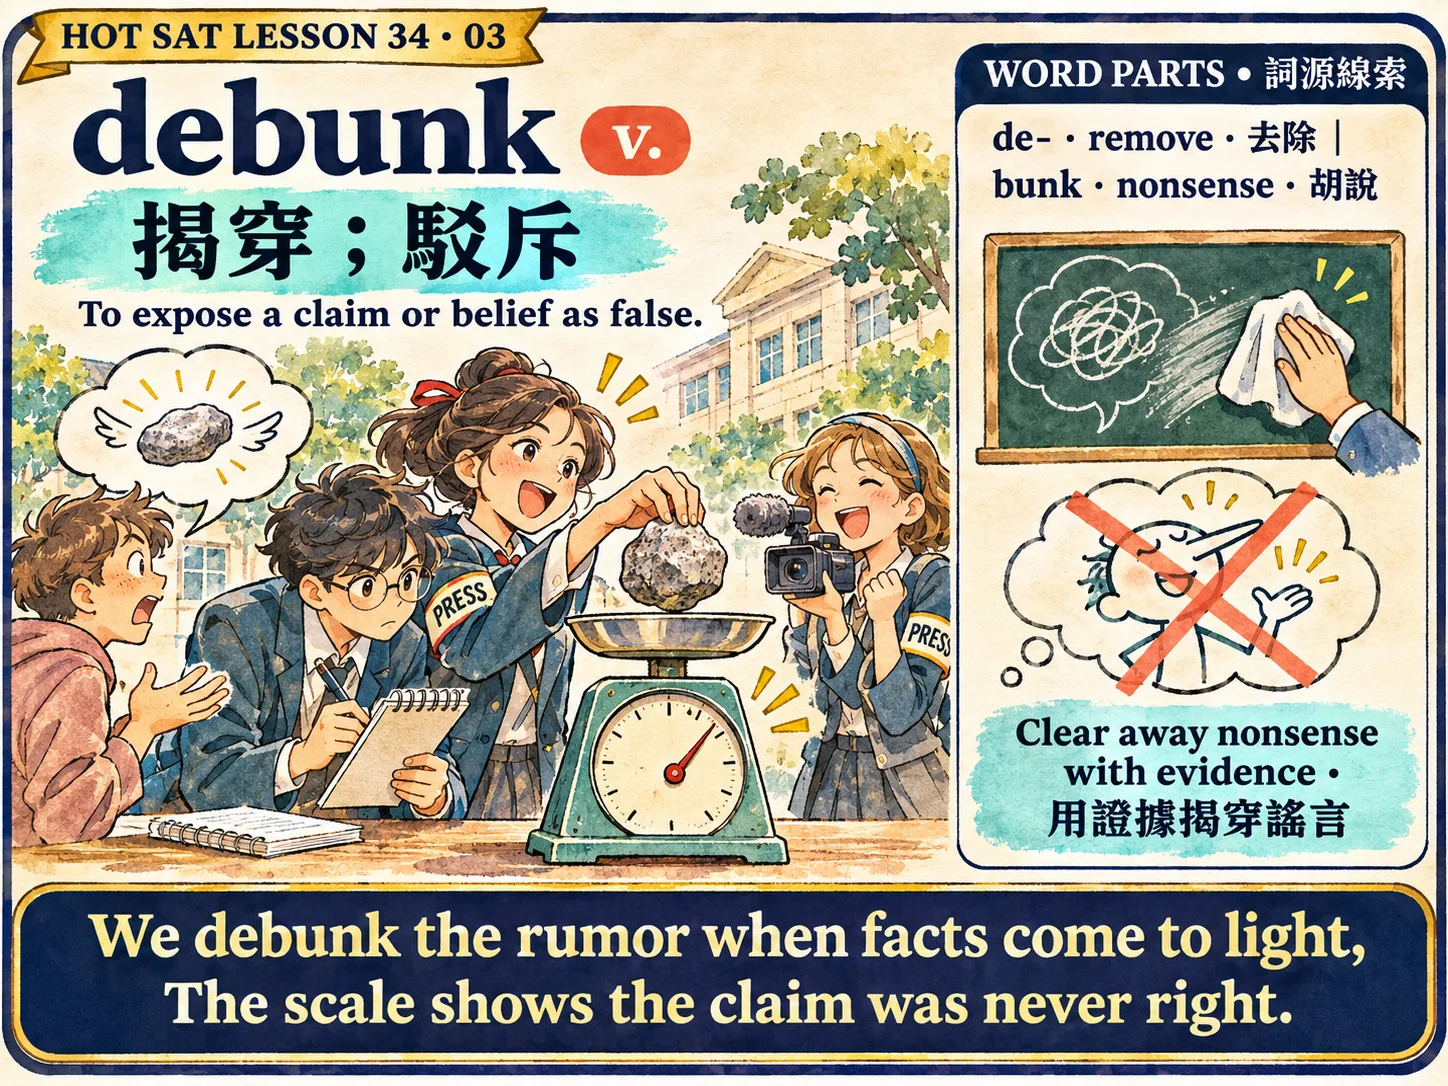 HOT SAT LESSON 34 • 03
debunk v.
揭穿；駁斥
To expose a claim or belief as false.
PRESS
PRESS
WORD PARTS • 詞源線索
de- · remove · 去除 |
bunk · nonsense · 胡說
Clear away nonsense
with evidence •
用證據揭穿謠言
We debunk the rumor when facts come to light,
The scale shows the claim was never right.